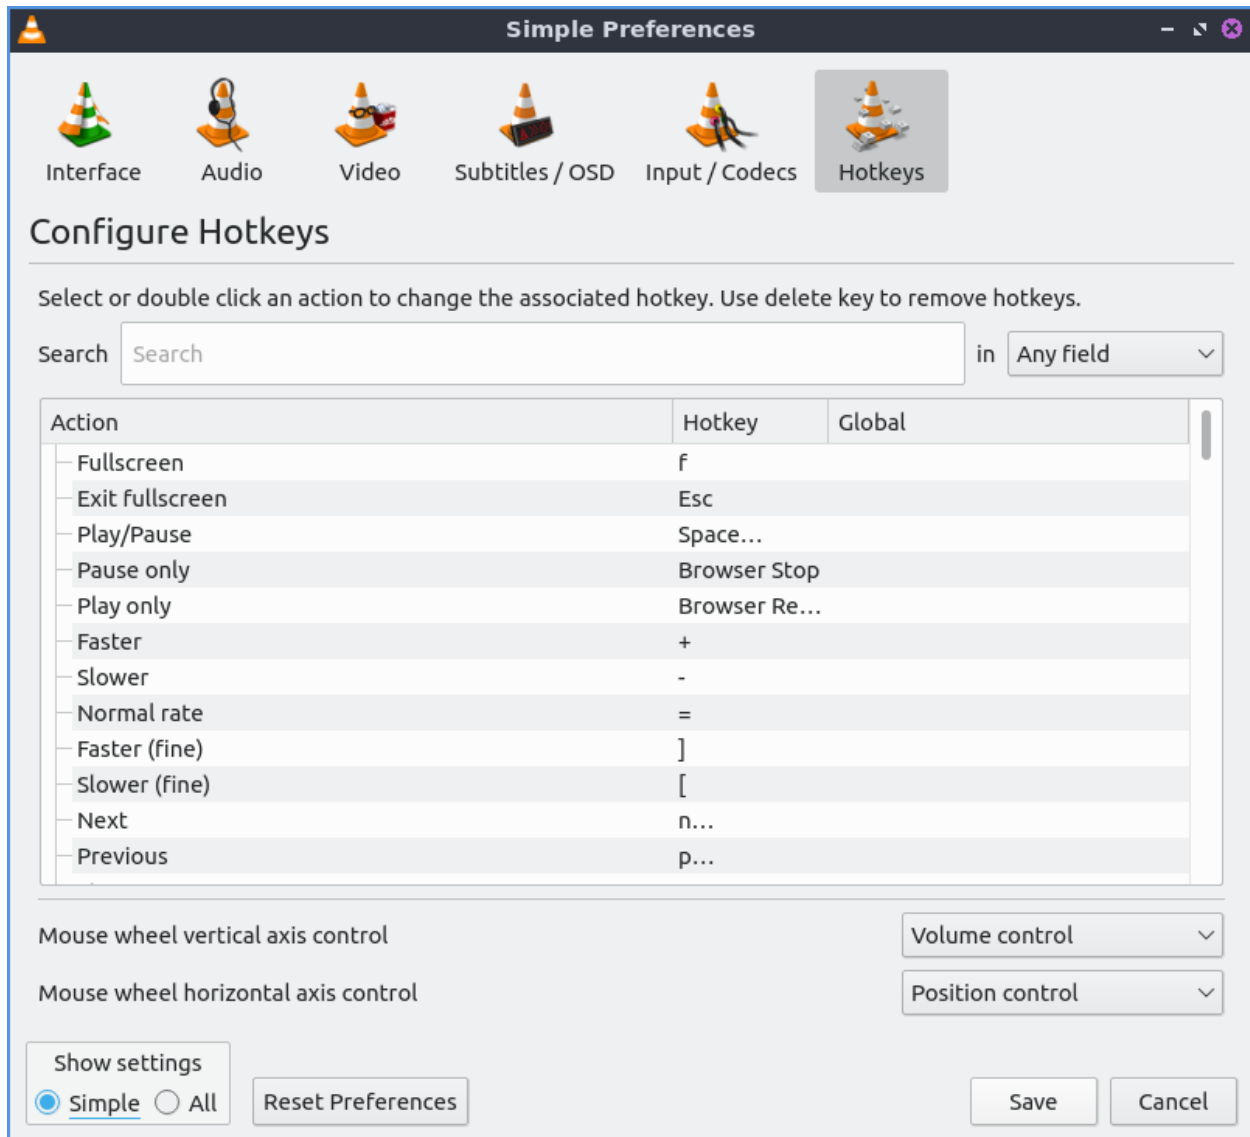 Simple Preferences
Interface Audio Video Subtitles / OSD Input / Codecs Hotkeys
Configure Hotkeys
Select or double click an action to change the associated hotkey. Use delete key to remove hotkeys.
Search Search in Any field
Action Hotkey Global
Fullscreen f
Exit fullscreen Esc
Play/Pause Space...
Pause only Browser Stop
Play only Browser Re...
Faster +
Slower -
Normal rate =
Faster (fine) ]
Slower (fine) [
Next n...
Previous p...
Mouse wheel vertical axis control Volume control
Mouse wheel horizontal axis control Position control
Show settings
Simple All Reset Preferences Save Cancel